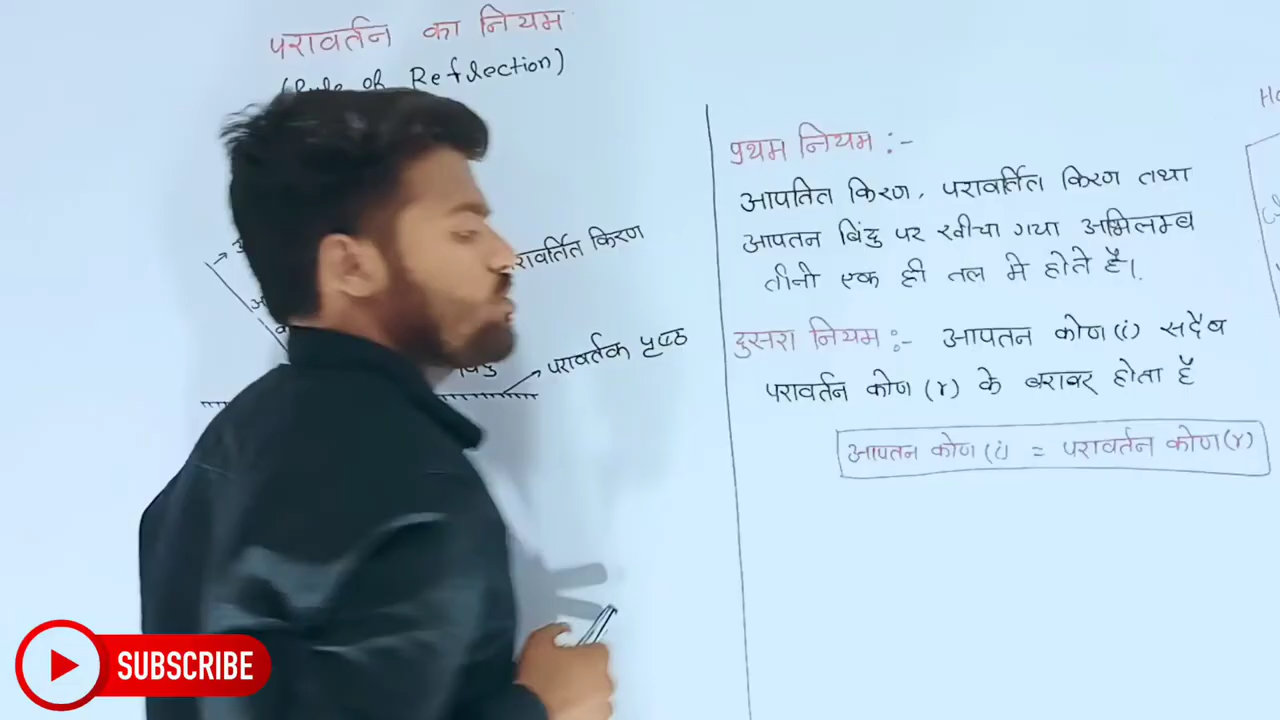 परावर्तन का नियम
(Rule of Reflection)
परावर्तित किरण
परावर्तक पृष्ठ
प्रथम नियम :-
आपतित किरण, परावर्तित किरण तथा
आपतन बिंदु पर खींचा गया अभिलम्ब
तीनो एक ही तल मे होते है।
दुसरा नियम :- आपतन कोण (i) सदैव
परावर्तन कोण (r) के बराबर होता है
आपतन कोण (i = परावर्तन कोण (r)
SUBSCRIBE